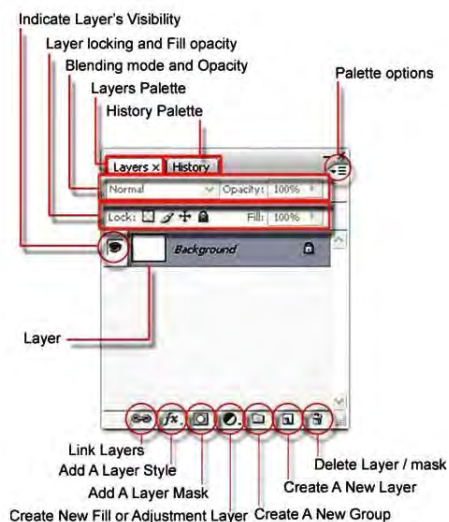 Indicate Layer's Visibility
Layer locking and Fill opacity
Blending mode and Opacity
Layers Palette
History Palette
Palette options
Layers × History
Normal Opacity: 100%
Lock: Fill: 100%
Background
Layer
fx.
Link Layers
Add A Layer Style
Add A Layer Mask
Create New Fill or Adjustment Layer
Create A New Group
Create A New Layer
Delete Layer / mask